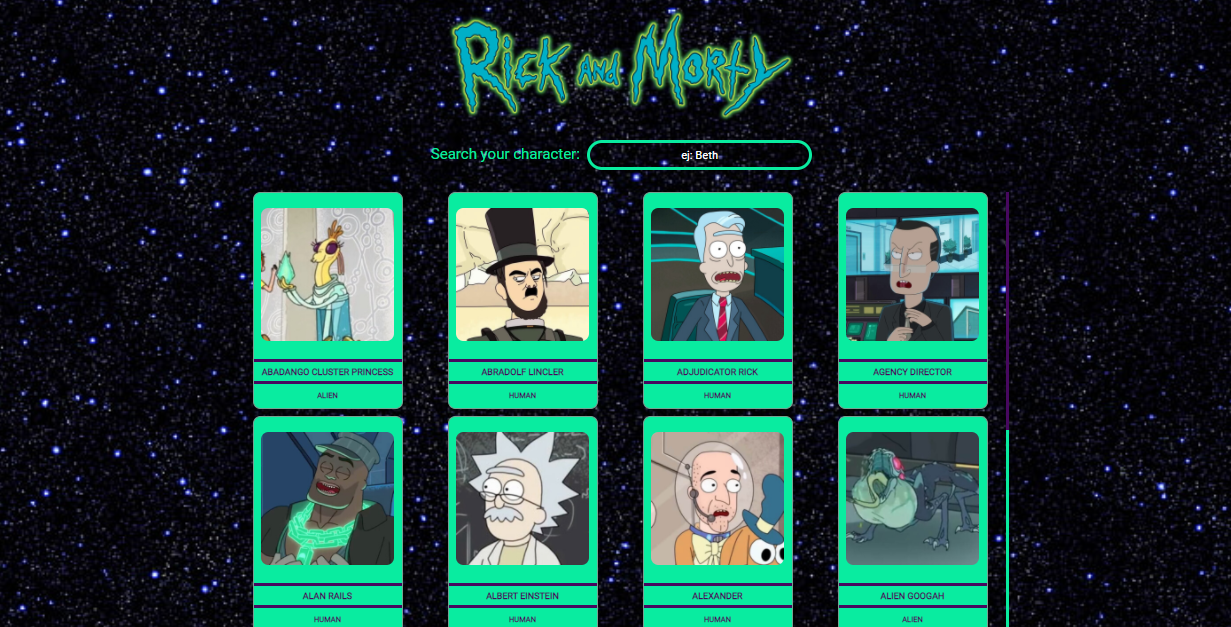 Rick and Morty
Search your character: ej: Beth
ABADANGO CLUSTER PRINCESS
ALIEN
ABRADOLF LINCLER
HUMAN
ADJUDICATOR RICK
HUMAN
AGENCY DIRECTOR
HUMAN
ALAN RAILS
HUMAN
ALBERT EINSTEIN
HUMAN
ALEXANDER
HUMAN
ALIEN GOOGAH
ALIEN